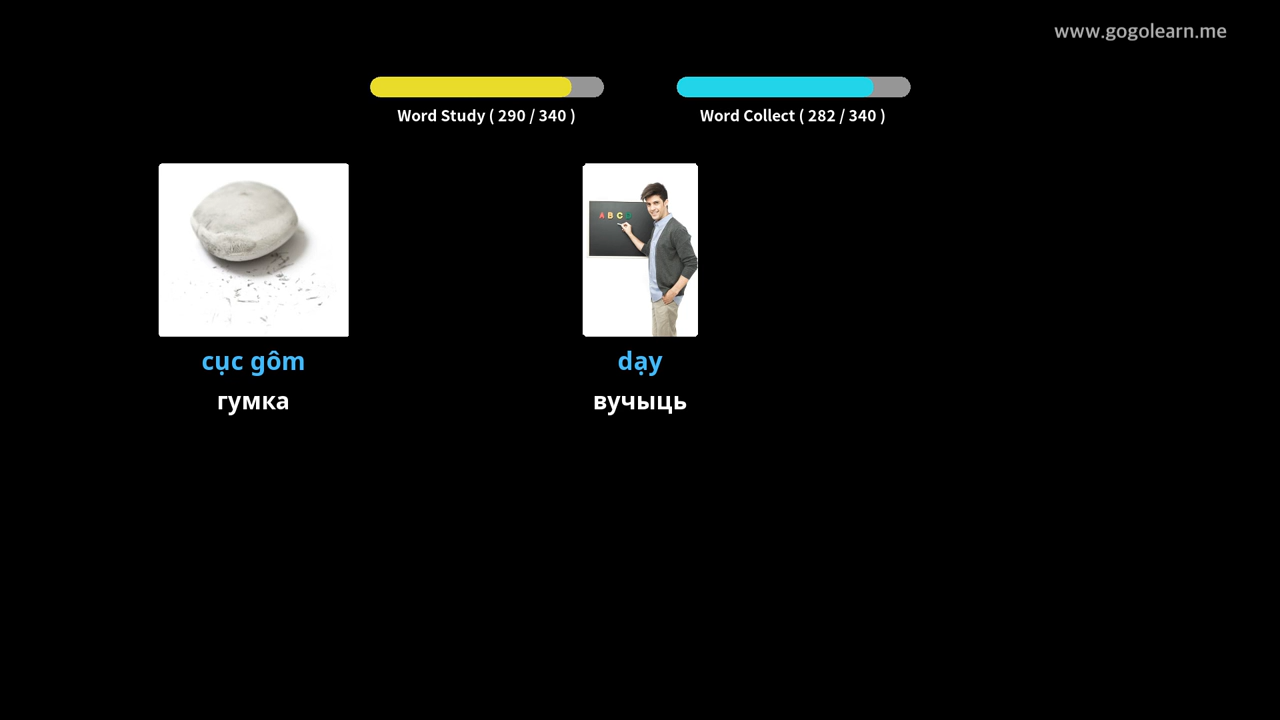 www.gogolearn.me
Word Study ( 290 / 340 )
Word Collect ( 282 / 340 )
A B C D
cục gôm
гумка
dạy
вучыць